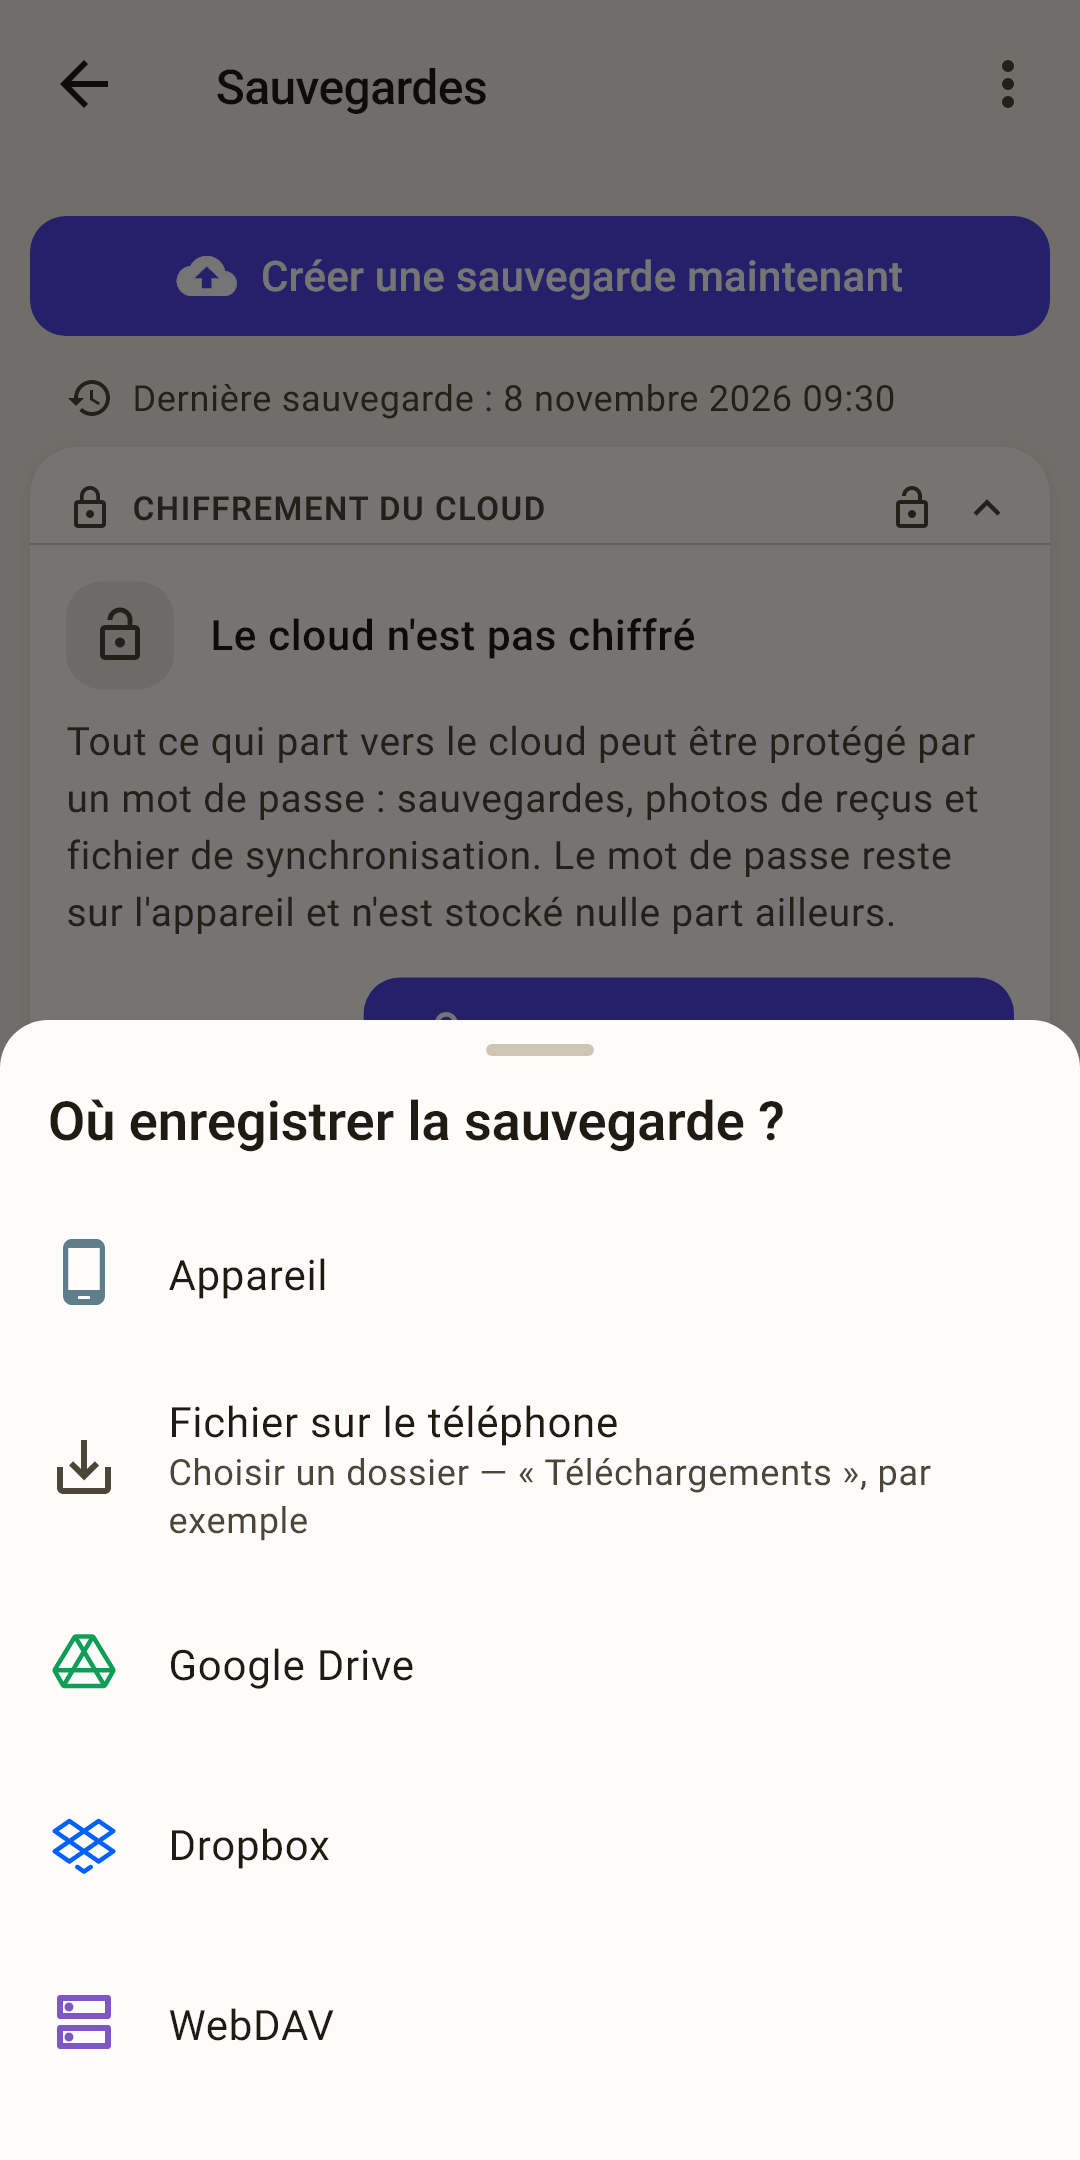 Sauvegardes
Créer une sauvegarde maintenant
Dernière sauvegarde : 8 novembre 2026 09:30
CHIFFREMENT DU CLOUD
Le cloud n'est pas chiffré
Tout ce qui part vers le cloud peut être protégé par
un mot de passe : sauvegardes, photos de reçus et
fichier de synchronisation. Le mot de passe reste
sur l'appareil et n'est stocké nulle part ailleurs.
Où enregistrer la sauvegarde ?
Appareil
Fichier sur le téléphone
Choisir un dossier — « Téléchargements », par
exemple
Google Drive
Dropbox
WebDAV